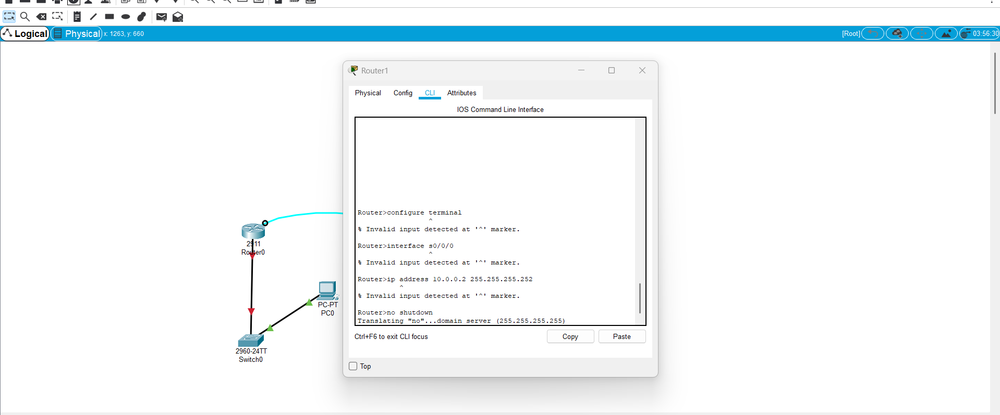 Logical
Physical
x: 1263, y: 660
[Root]
03:56:30
Router1
Physical
Config
CLI
Attributes
IOS Command Line Interface
Router>configure terminal
^
% Invalid input detected at '^' marker.
Router>interface s0/0/0
^
% Invalid input detected at '^' marker.
Router>ip address 10.0.0.2 255.255.255.252
^
% Invalid input detected at '^' marker.
Router>no shutdown
Translating "no"...domain server (255.255.255.255)
Ctrl+F6 to exit CLI focus
Copy
Paste
Top
2911
Router0
PC-PT
PC0
2960-24TT
Switch0